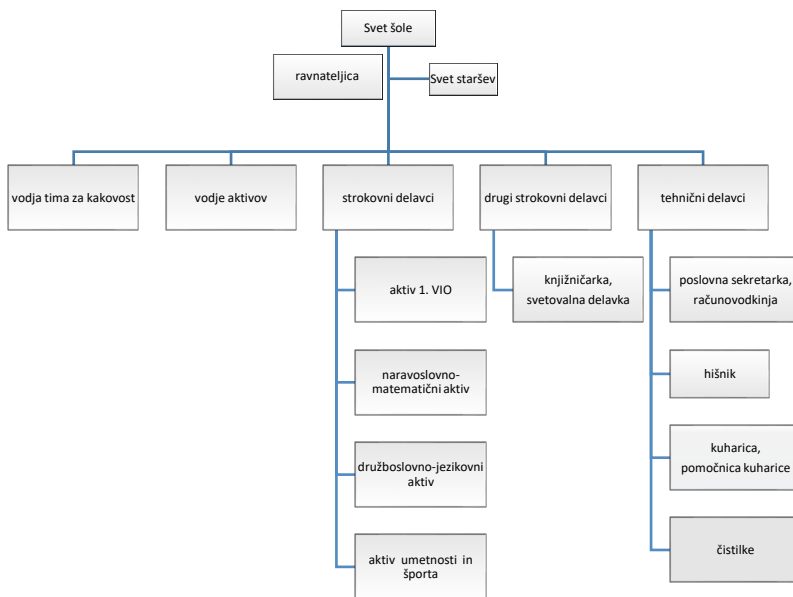 Svet šole
ravnateljica
Svet staršev
vodja tima za kakovost
vodje aktivov
strokovni delavci
drugi strokovni delavci
tehnični delavci
aktiv 1. VIO
knjižničarka,
svetovalna delavka
poslovna sekretarka,
računovodkinja
naravoslovno-
matematični aktiv
hišnik
družboslovno-jezikovni
aktiv
kuharica,
pomočnica kuharice
aktiv umetnosti in
športa
čistilke